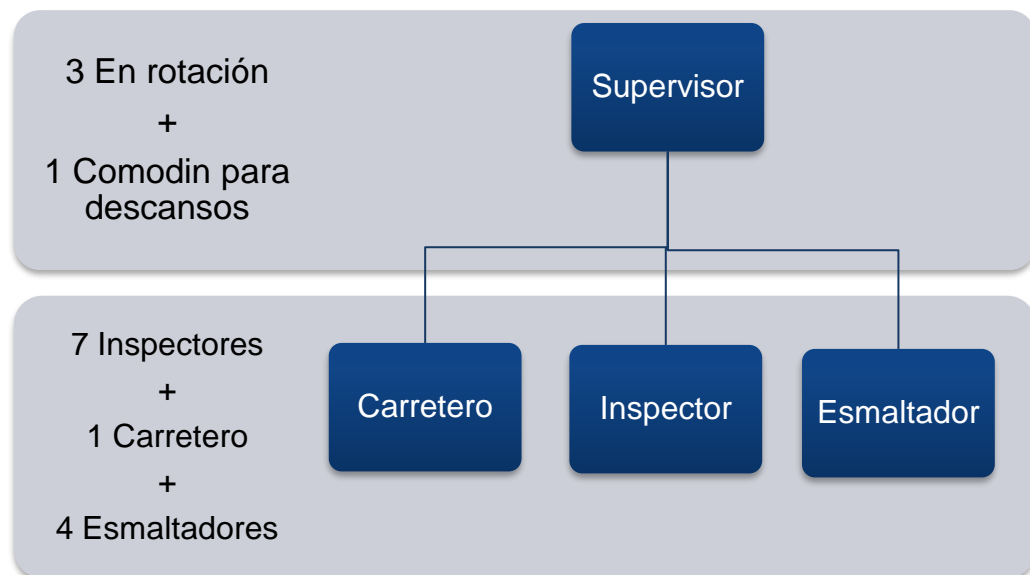 3 En rotación
+
1 Comodin para
descansos
Supervisor
7 Inspectores
+
1 Carretero
+
4 Esmaltadores
Carretero
Inspector
Esmaltador